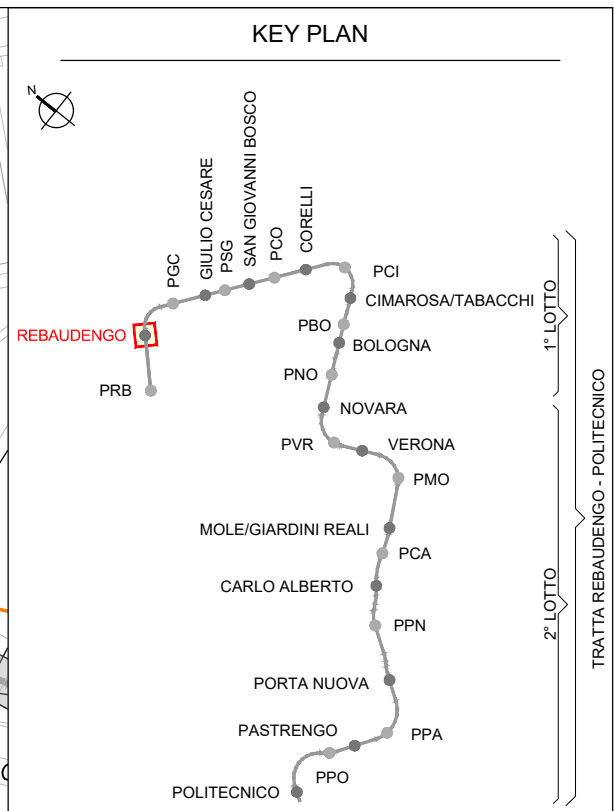 KEY PLAN
N
PGC
GIULIO CESARE
PSG
SAN GIOVANNI BOSCO
PCO
CORELLI
PCI
CIMAROSA/TABACCHI
REBAUDENGO
PBO
BOLOGNA
PNO
PRB
NOVARA
PVR
VERONA
PMO
MOLE/GIARDINI REALI
PCA
CARLO ALBERTO
PPN
PORTA NUOVA
PASTRENGO
PPA
PPO
POLITECNICO
1° LOTTO
2° LOTTO
TRATTA REBAUDENGO - POLITECNICO